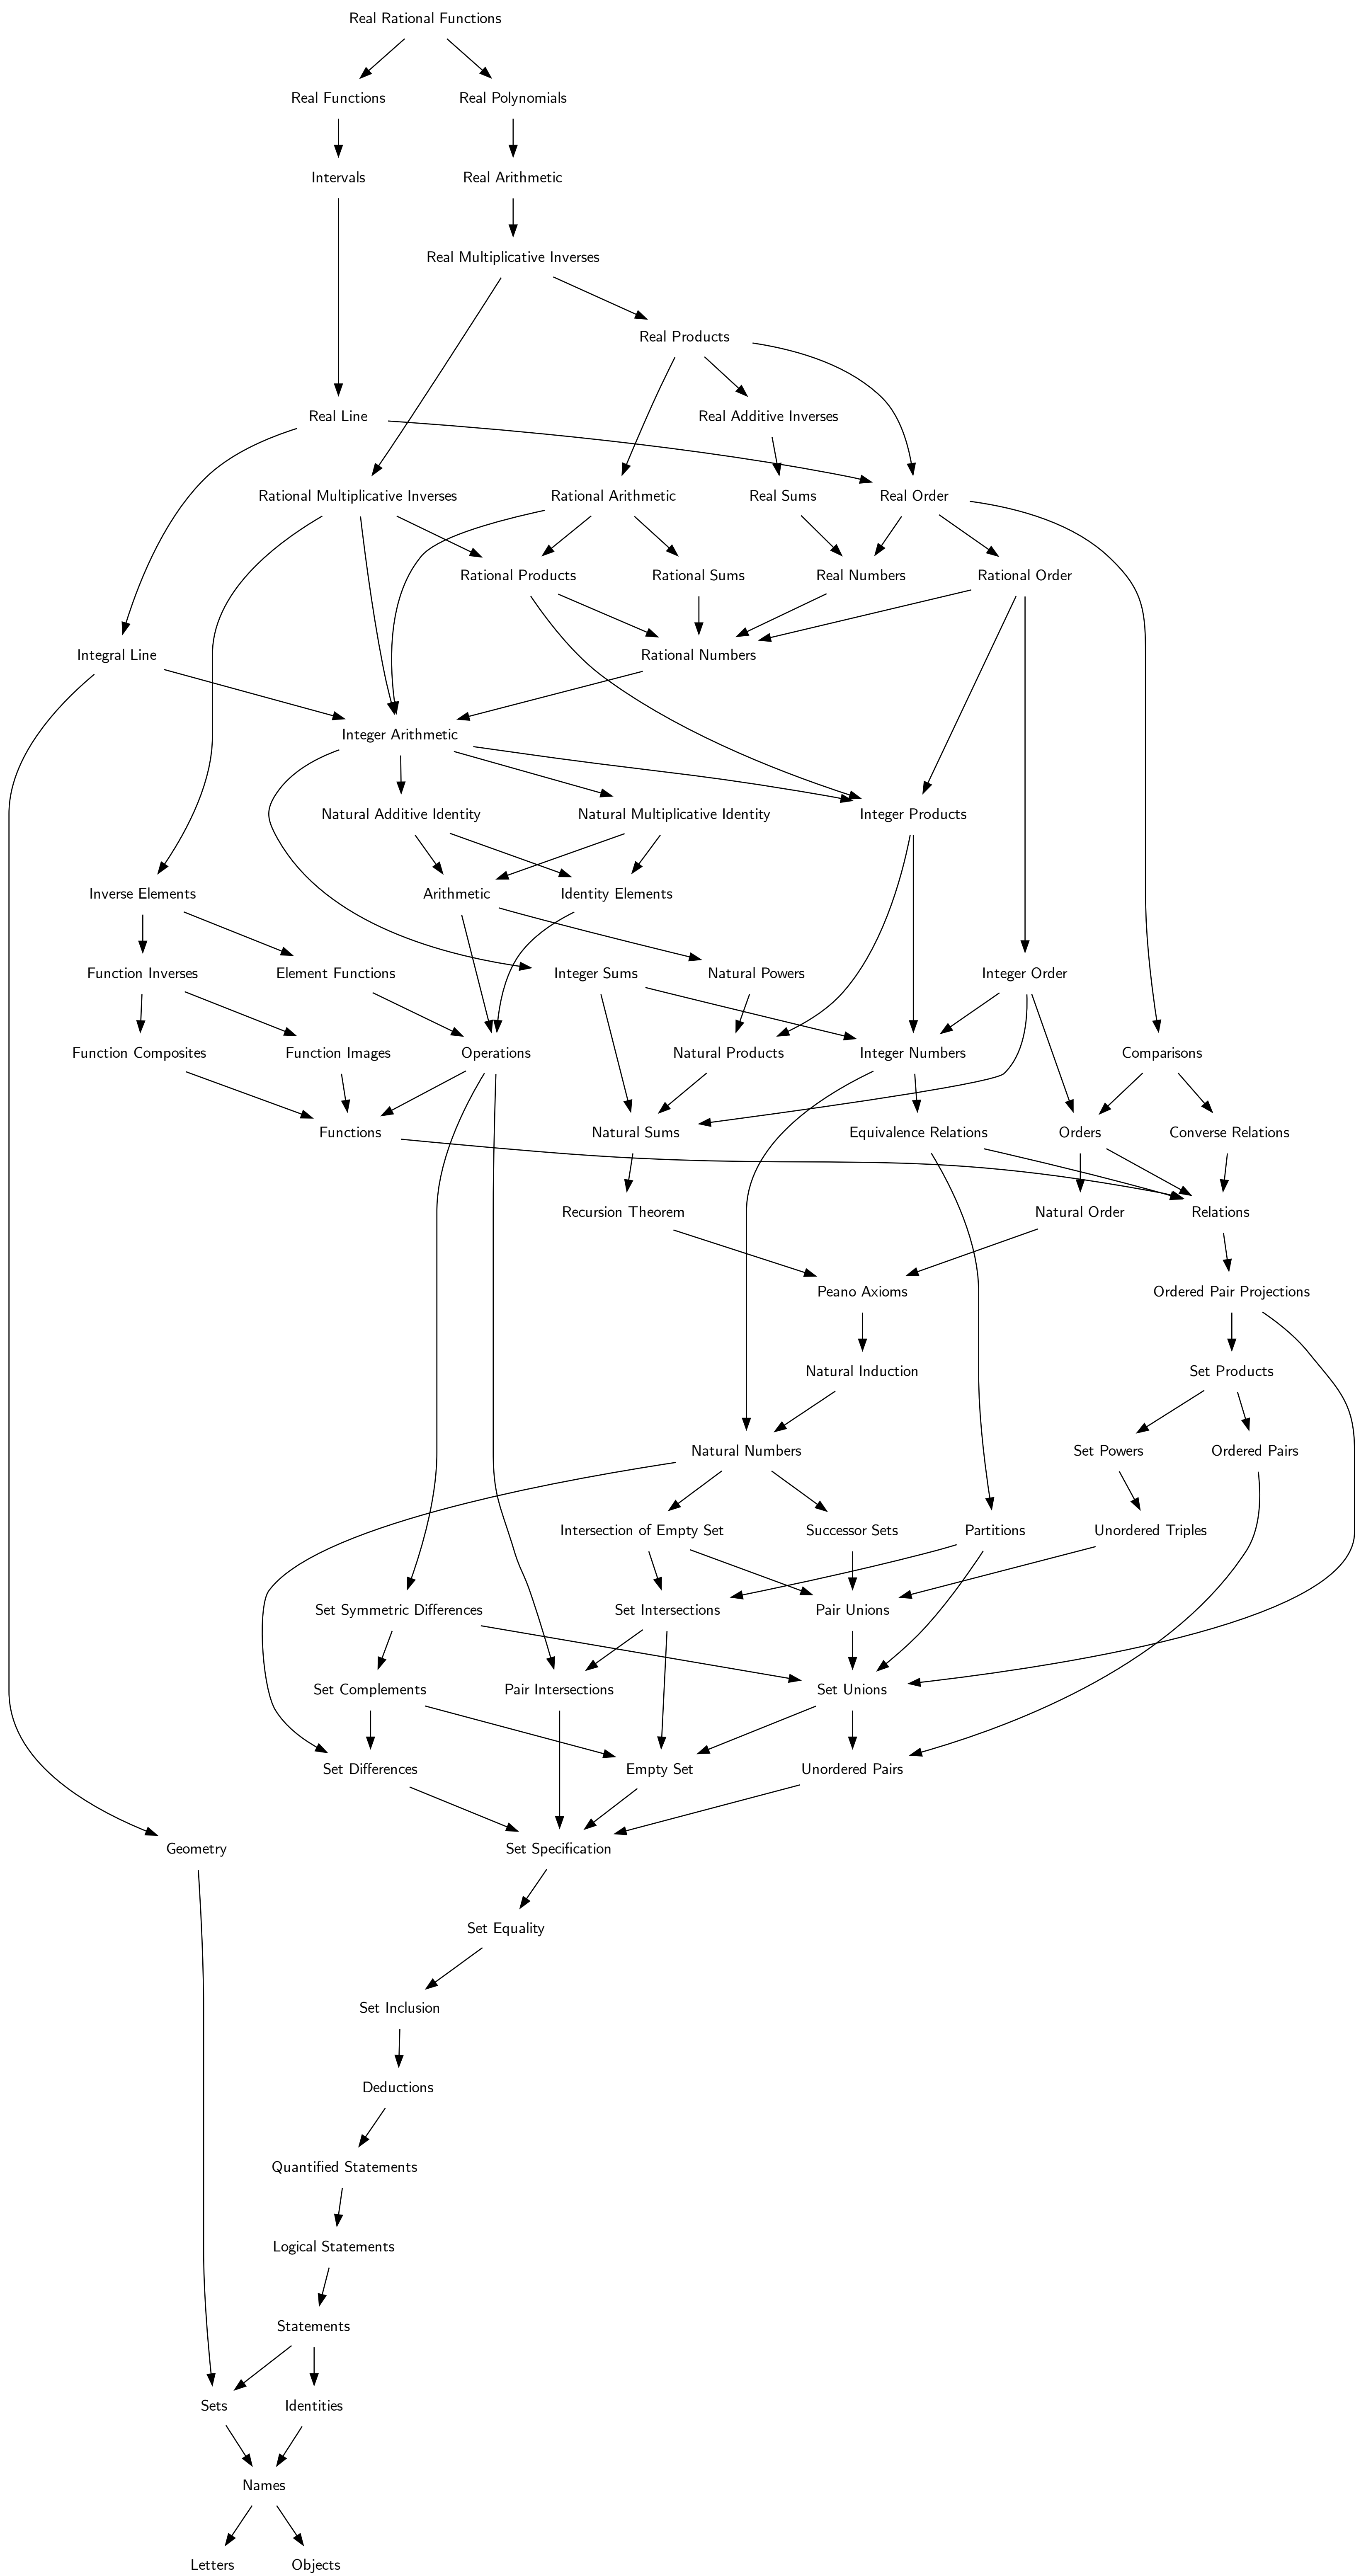 Real Rational Functions
Real Functions
Real Polynomials
Intervals
Real Arithmetic
Real Multiplicative Inverses
Real Products
Real Line
Real Additive Inverses
Rational Multiplicative Inverses
Rational Arithmetic
Real Sums
Real Order
Rational Products
Rational Sums
Real Numbers
Rational Order
Integral Line
Rational Numbers
Integer Arithmetic
Natural Additive Identity
Natural Multiplicative Identity
Integer Products
Inverse Elements
Arithmetic
Identity Elements
Function Inverses
Element Functions
Integer Sums
Natural Powers
Integer Order
Function Composites
Function Images
Operations
Natural Products
Integer Numbers
Comparisons
Functions
Natural Sums
Equivalence Relations
Orders
Converse Relations
Recursion Theorem
Natural Order
Relations
Peano Axioms
Ordered Pair Projections
Natural Induction
Set Products
Natural Numbers
Set Powers
Ordered Pairs
Intersection of Empty Set
Successor Sets
Partitions
Unordered Triples
Set Symmetric Differences
Set Intersections
Pair Unions
Set Complements
Pair Intersections
Set Unions
Set Differences
Empty Set
Unordered Pairs
Geometry
Set Specification
Set Equality
Set Inclusion
Deductions
Quantified Statements
Logical Statements
Statements
Sets
Identities
Names
Letters
Objects